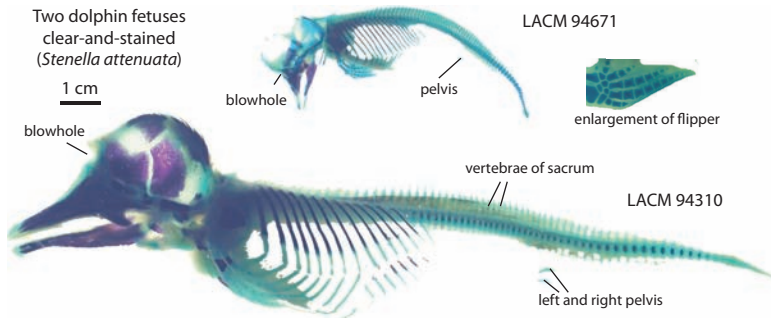 Two dolphin fetuses
clear-and-stained
(Stenella attenuata)
1 cm
LACM 94671
blowhole
pelvis
enlargement of flipper
blowhole
vertebrae of sacrum
LACM 94310
left and right pelvis